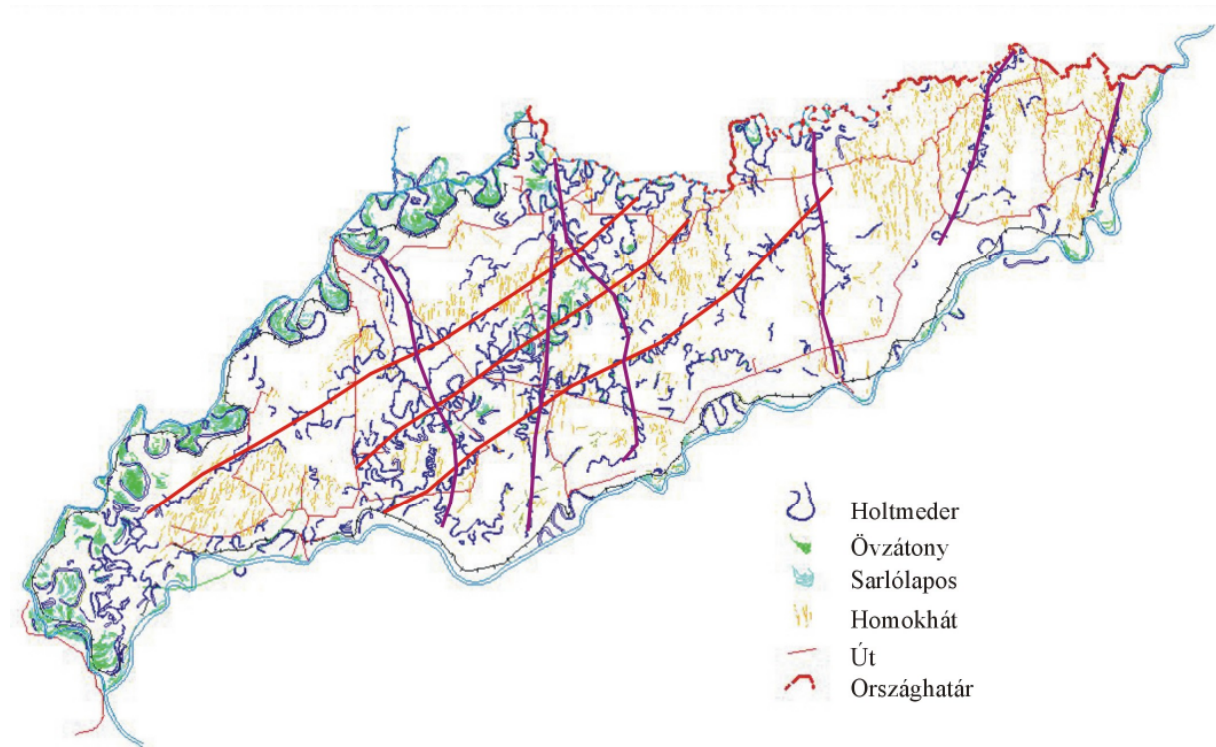 Holtmeder
Övzátony
Sarlólapos
Homokhát
Út
Országhatár